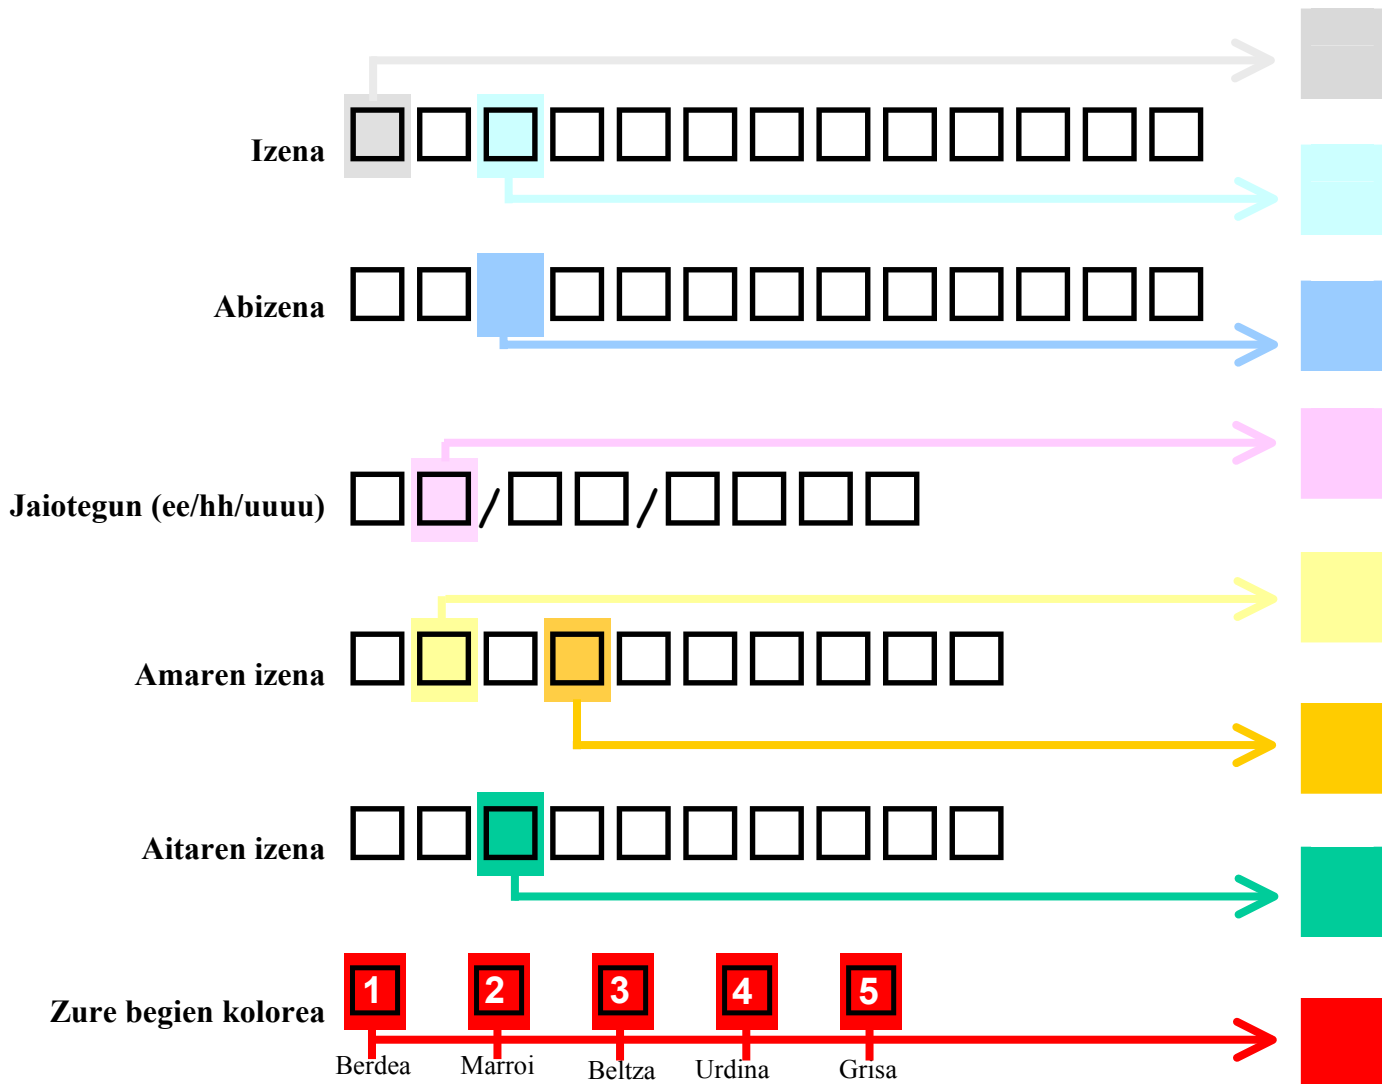 Izena
Abizena
Jaiotegun (ee/hh/uuuu) / /
Amaren izena
Aitaren izena
Zure begien kolorea 1 2 3 4 5
Berdea Marroi Beltza Urdina Grisa